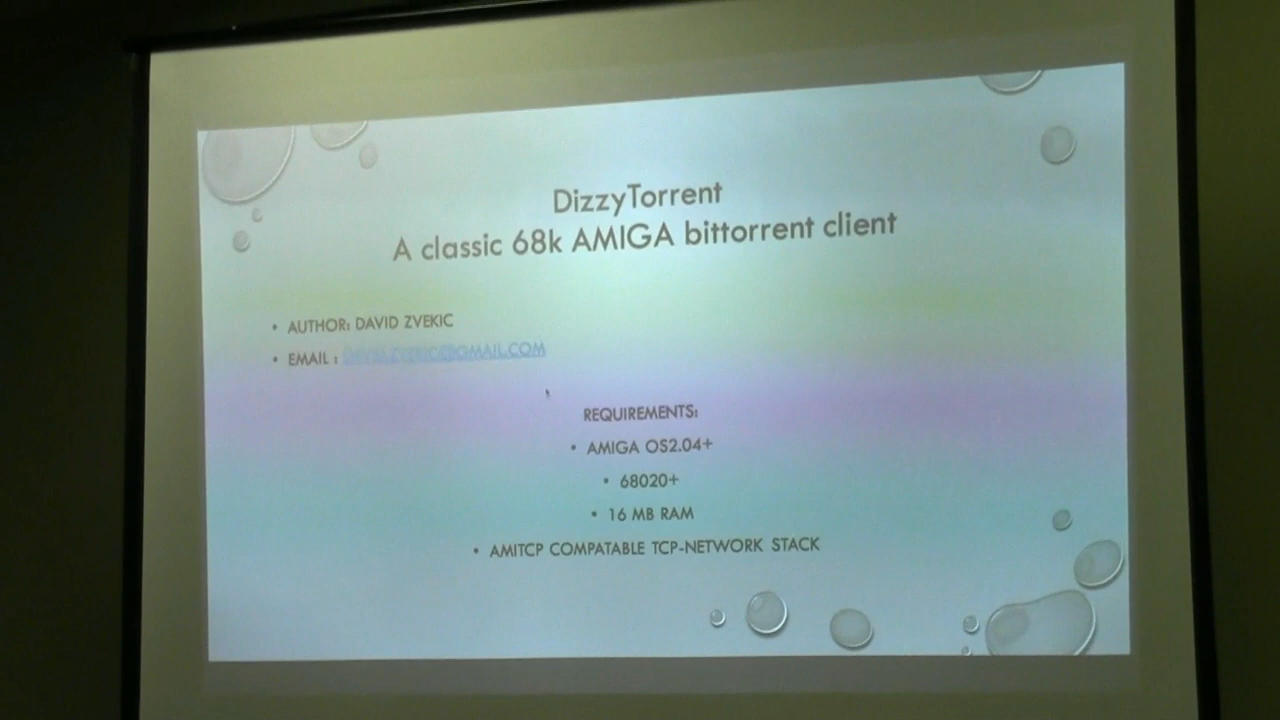 DizzyTorrent
A classic 68k AMIGA bittorrent client
• AUTHOR: DAVID ZVEKIC
• EMAIL :
REQUIREMENTS:
• AMIGA OS2.04+
• 68020+
• 16 MB RAM
• AMITCP COMPATABLE TCP-NETWORK STACK